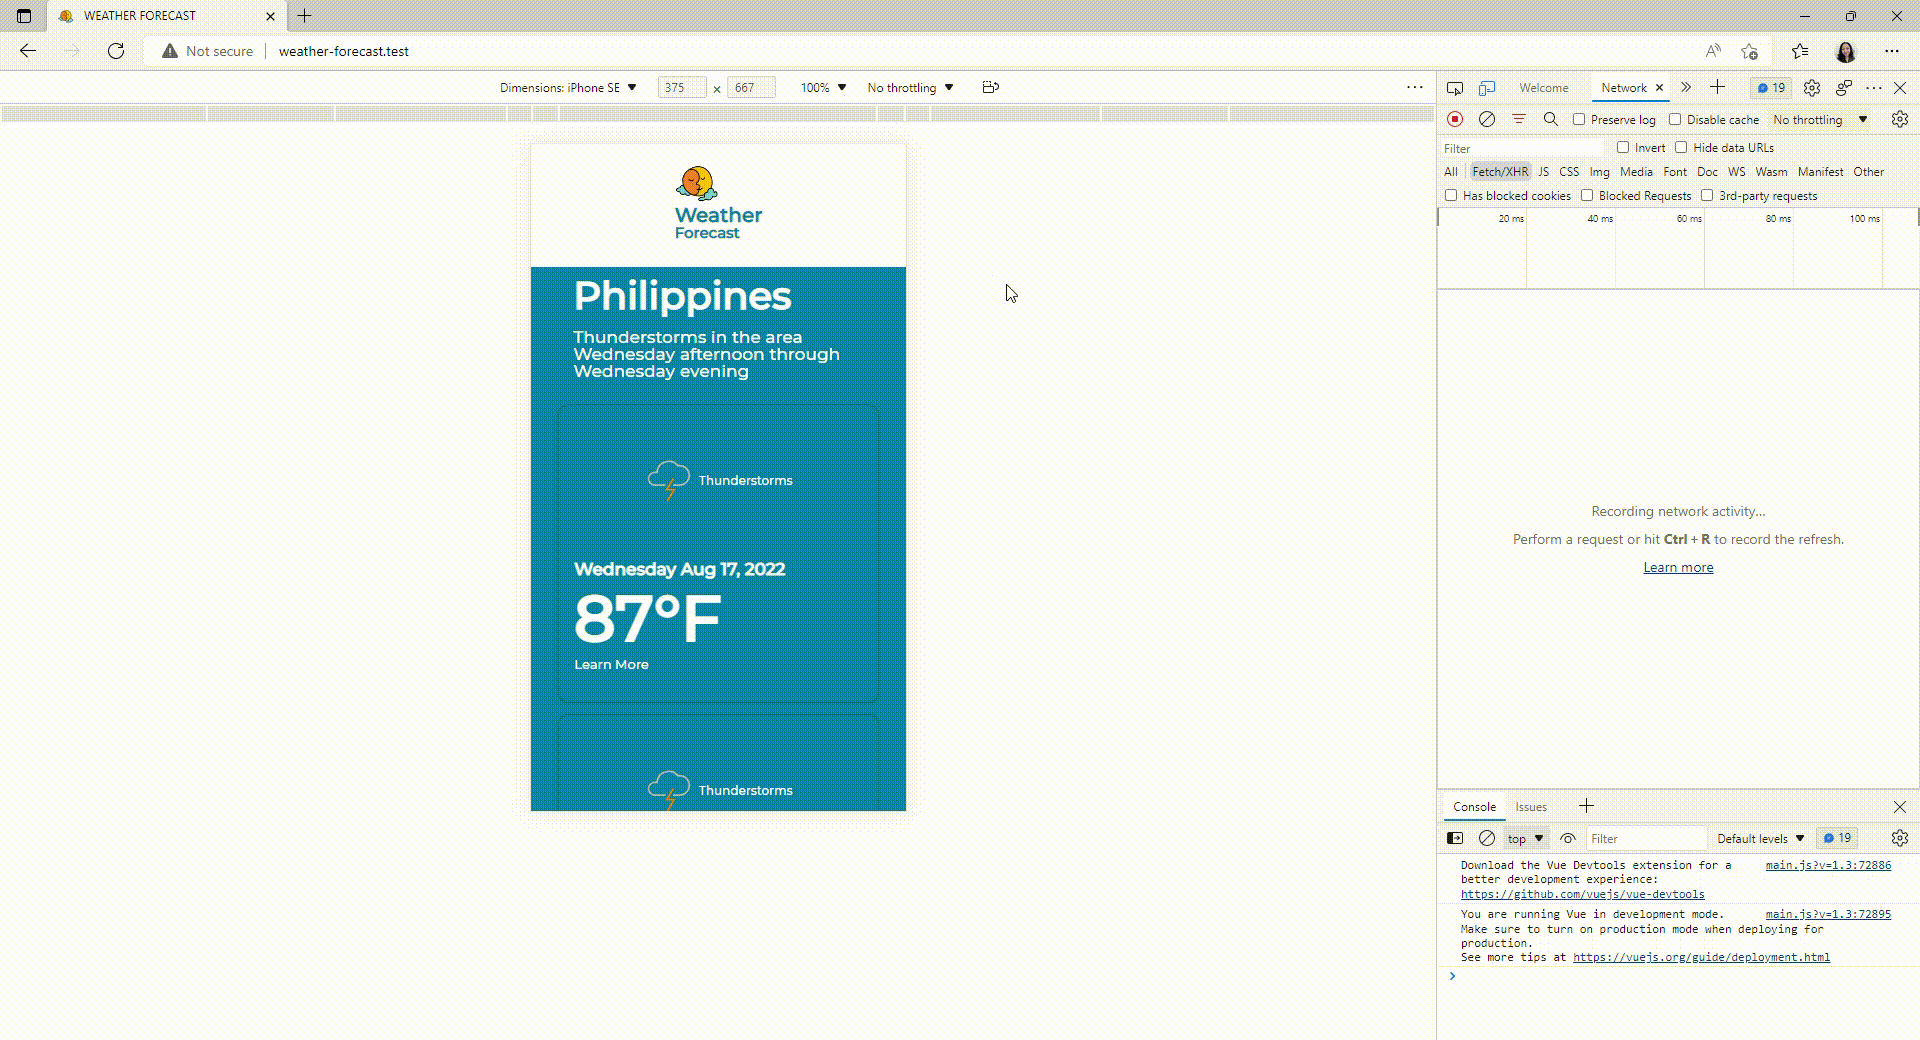 WEATHER FORECAST
Not secure
weather-forecast.test
Dimensions: iPhone SE
375
×
667
100%
No throttling
Welcome
Network
19
Preserve log
Disable cache
No throttling
Filter
Invert
Hide data URLs
All
Fetch/XHR
JS
CSS
Img
Media
Font
Doc
WS
Wasm
Manifest
Other
Has blocked cookies
Blocked Requests
3rd-party requests
20 ms
40 ms
60 ms
80 ms
100 ms
Weather
Forecast
Philippines
Thunderstorms in the area
Wednesday afternoon through
Wednesday evening
Thunderstorms
Wednesday Aug 17, 2022
87°F
Learn More
Thunderstorms
Recording network activity...
Perform a request or hit Ctrl + R to record the refresh.
Learn more
Console
Issues
top
Filter
Default levels
19
Download the Vue Devtools extension for a
main.js?v=1.3:72886
better development experience:
https://github.com/vuejs/vue-devtools
You are running Vue in development mode.
main.js?v=1.3:72895
Make sure to turn on production mode when deploying for
production.
See more tips at https://vuejs.org/guide/deployment.html